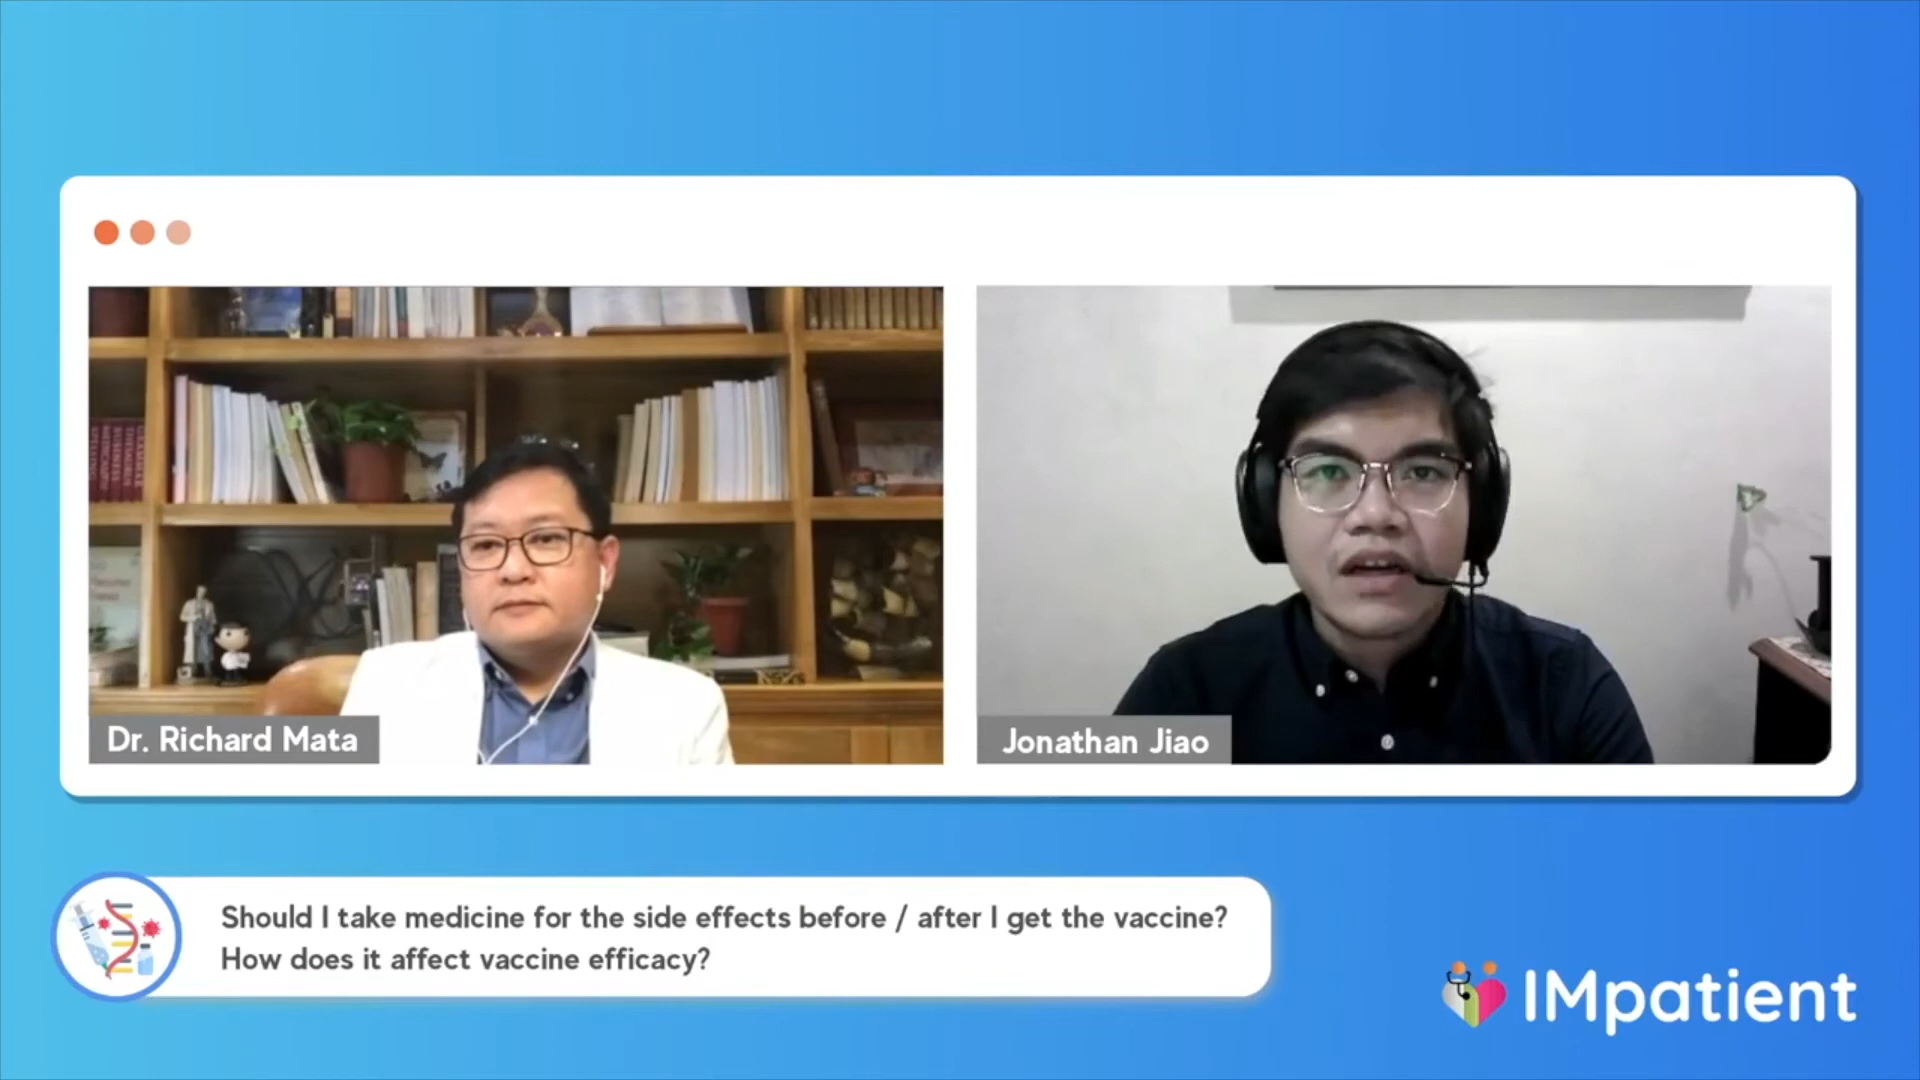 Dr. Richard Mata
Jonathan Jiao
Should I take medicine for the side effects before / after I get the vaccine?
How does it affect vaccine efficacy?
IMpatient